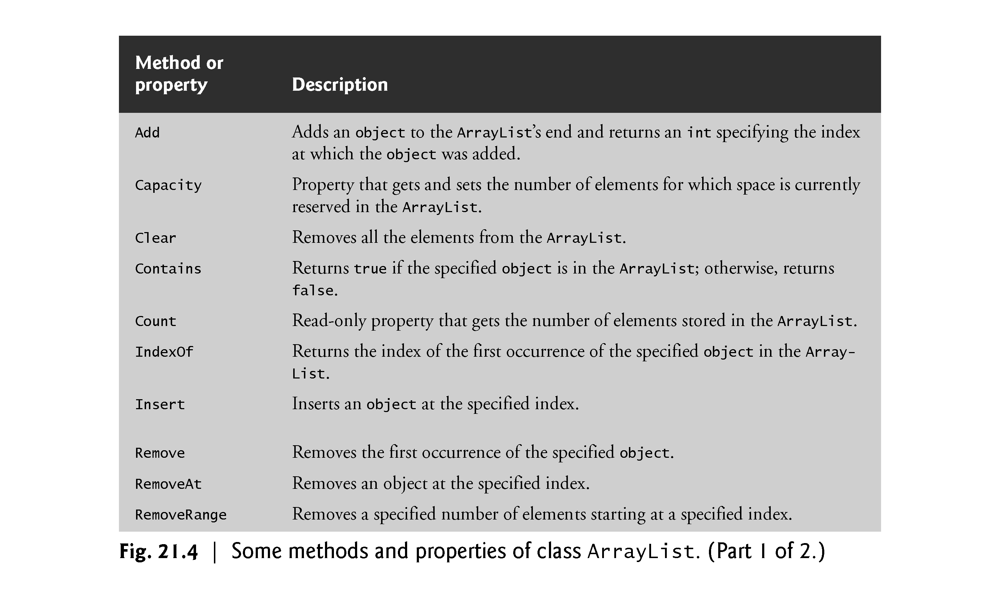 Method or
property Description
Add Adds an object to the ArrayList’s end and returns an int specifying the index
at which the object was added.
Capacity Property that gets and sets the number of elements for which space is currently
reserved in the ArrayList.
Clear Removes all the elements from the ArrayList.
Contains Returns true if the specified object is in the ArrayList; otherwise, returns
false.
Count Read-only property that gets the number of elements stored in the ArrayList.
IndexOf Returns the index of the first occurrence of the specified object in the Array-
List.
Insert Inserts an object at the specified index.
Remove Removes the first occurrence of the specified object.
RemoveAt Removes an object at the specified index.
RemoveRange Removes a specified number of elements starting at a specified index.
Fig. 21.4 | Some methods and properties of class ArrayList. (Part 1 of 2.)